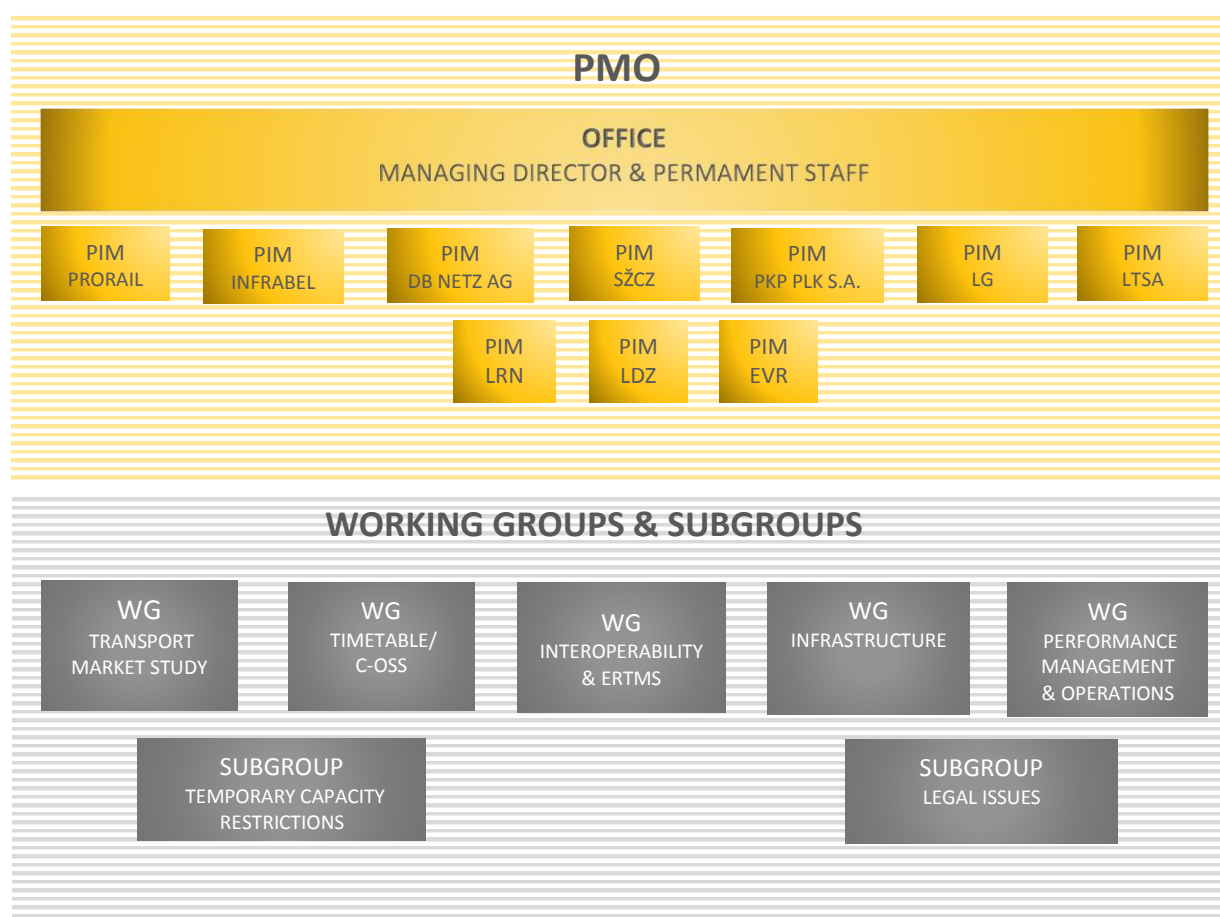 PMO
OFFICE
MANAGING DIRECTOR & PERMAMENT STAFF
PIM
PRORAIL
PIM
INFRABEL
PIM
DB NETZ AG
PIM
SŽCZ
PIM
PKP PLK S.A.
PIM
LG
PIM
LTSA
PIM
LRN
PIM
LDZ
PIM
EVR
WORKING GROUPS & SUBGROUPS
WG
TRANSPORT
MARKET STUDY
WG
TIMETABLE/
C-OSS
WG
INTEROPERABILITY
& ERTMS
WG
INFRASTRUCTURE
WG
PERFORMANCE
MANAGEMENT
& OPERATIONS
SUBGROUP
TEMPORARY CAPACITY
RESTRICTIONS
SUBGROUP
LEGAL ISSUES